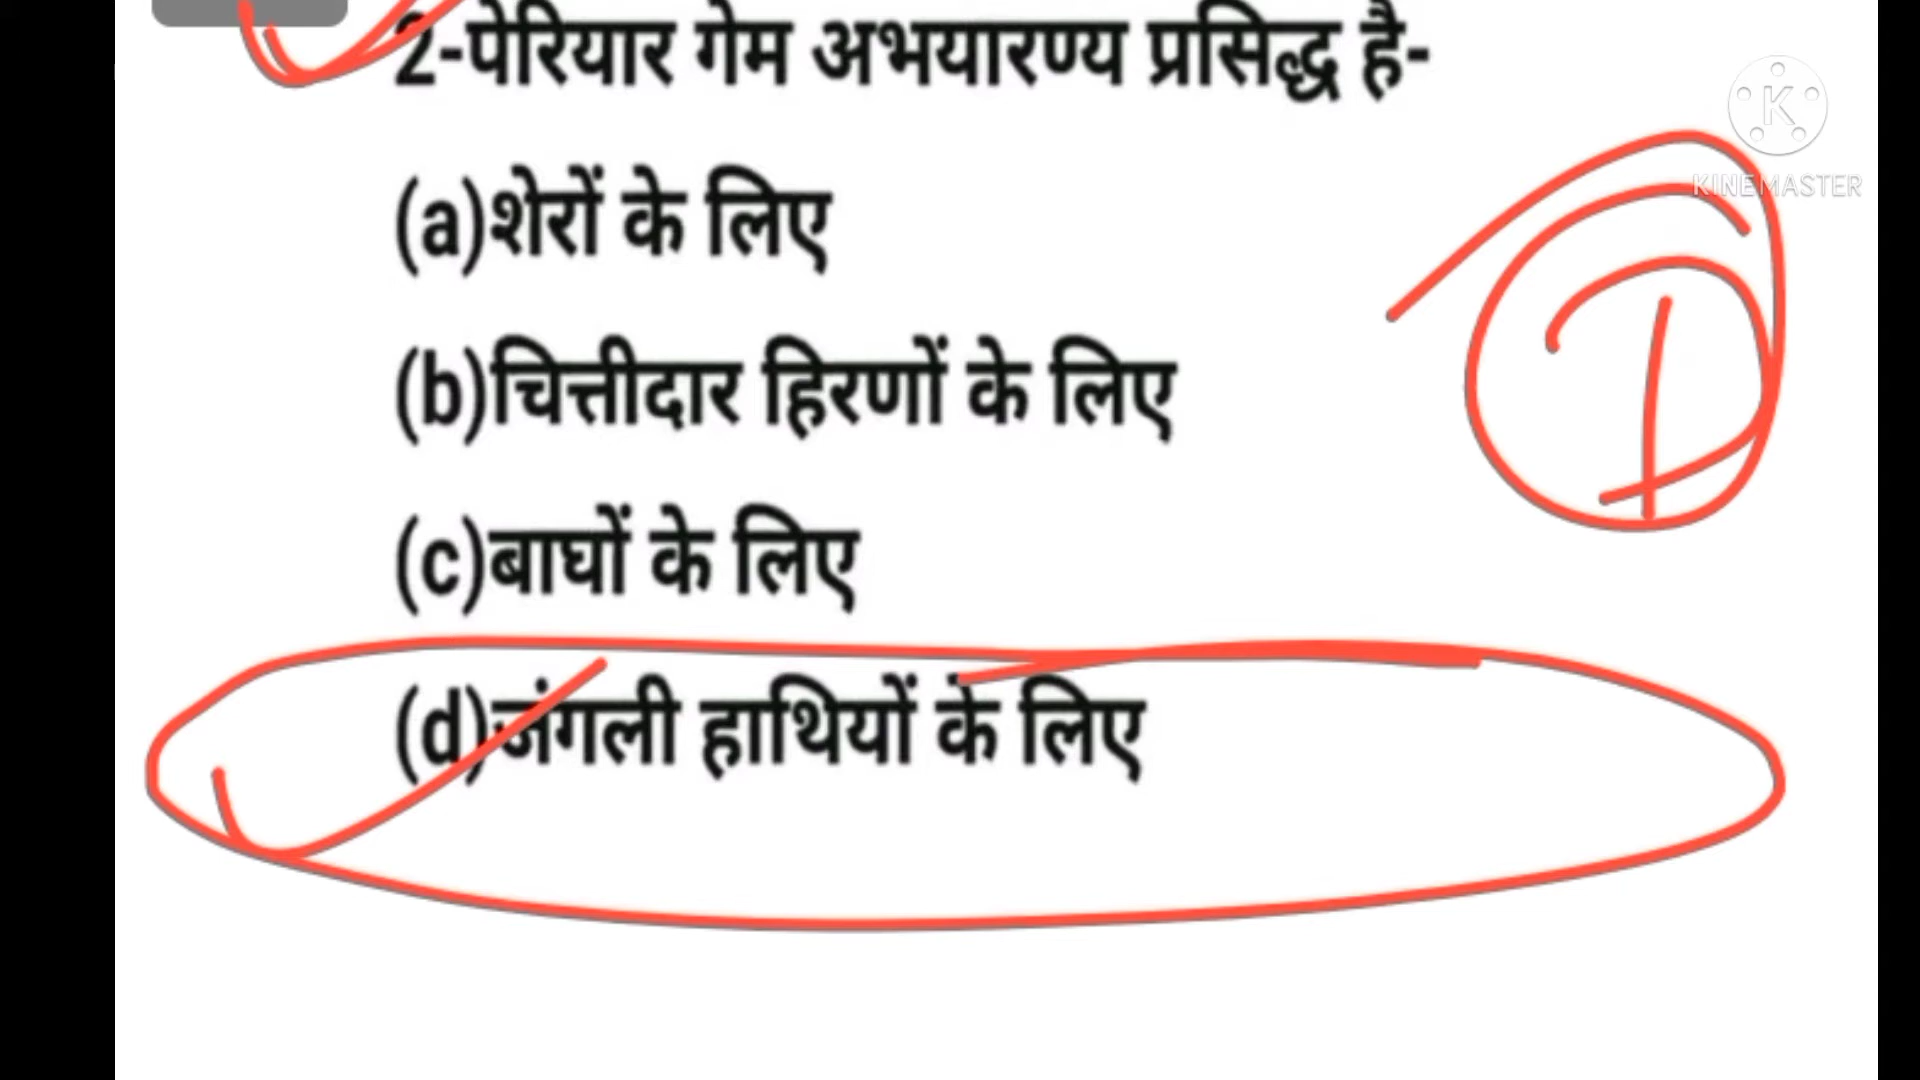 2-पेरियार गेम अभयारण्य प्रसिद्ध है-
K
KINEMASTER
(a)शेरों के लिए
(b)चित्तीदार हिरणों के लिए
D
(c)बाघों के लिए
(d)जंगली हाथियों के लिए